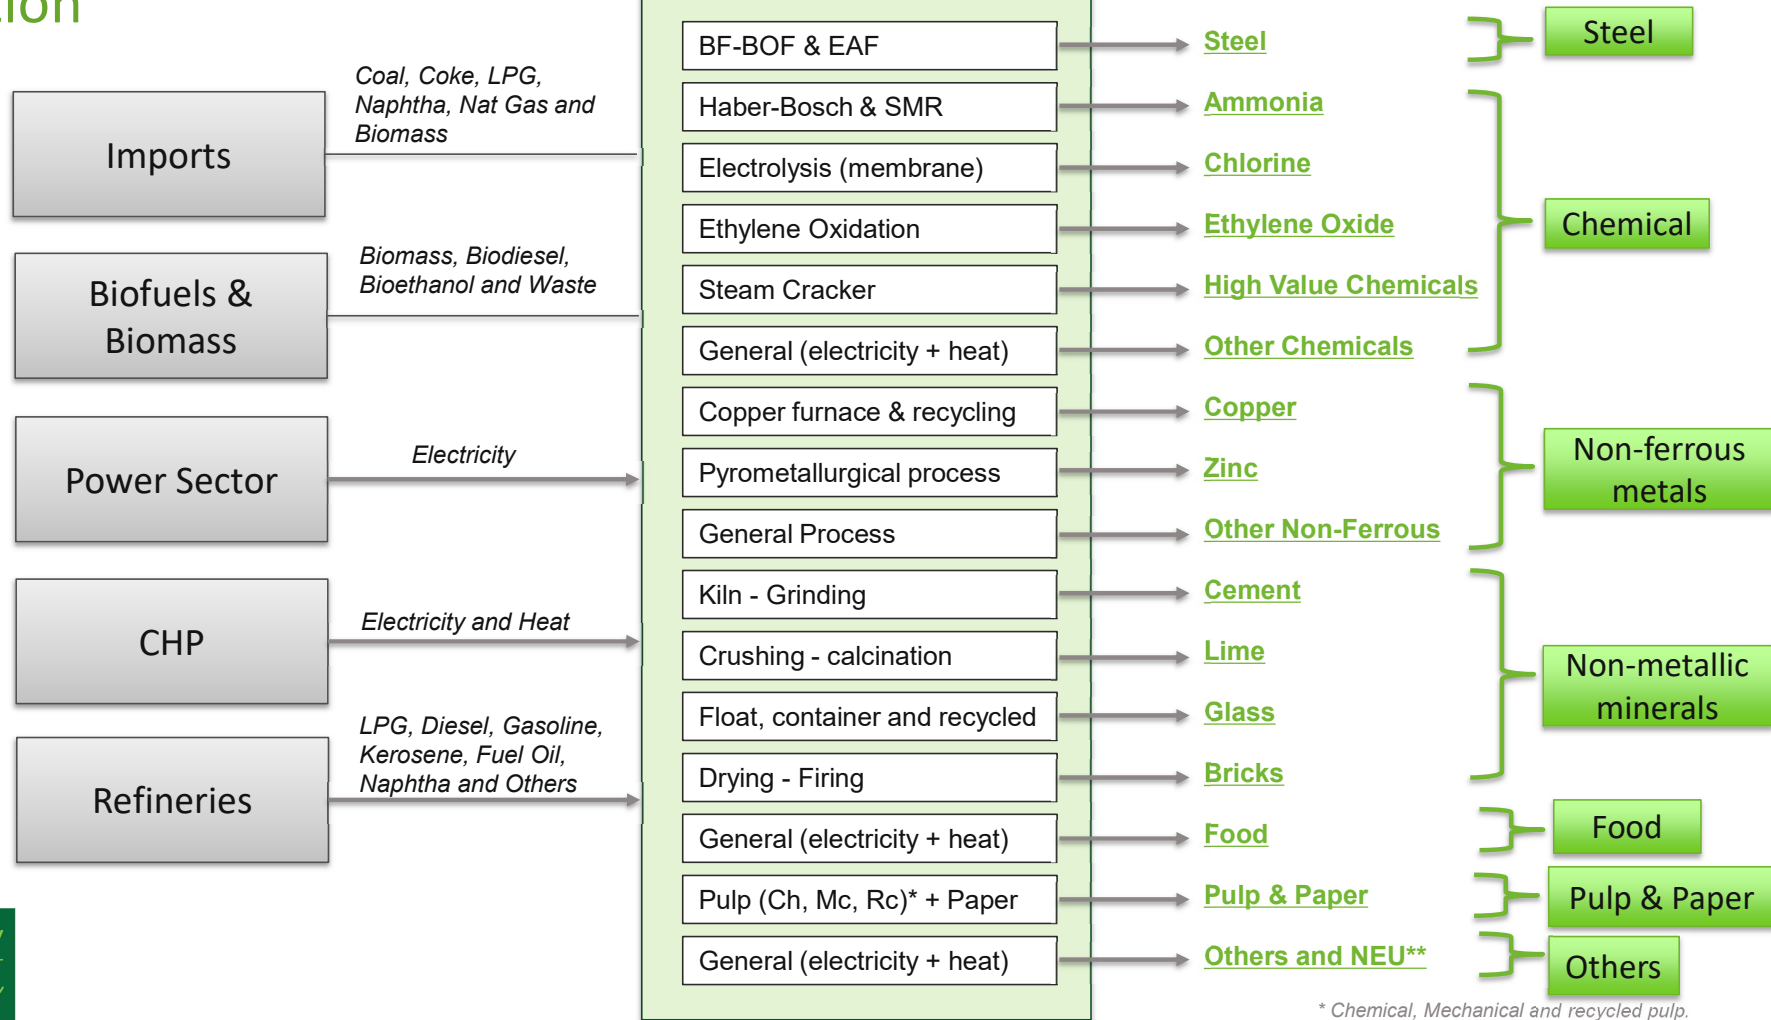 Imports
Coal, Coke, LPG,
Naphtha, Nat Gas and
Biomass
Biofuels &
Biomass
Biomass, Biodiesel,
Bioethanol and Waste
Power Sector
Electricity
CHP
Electricity and Heat
Refineries
LPG, Diesel, Gasoline,
Kerosene, Fuel Oil,
Naphtha and Others
BF-BOF & EAF
Haber-Bosch & SMR
Electrolysis (membrane)
Ethylene Oxidation
Steam Cracker
General (electricity + heat)
Copper furnace & recycling
Pyrometallurgical process
General Process
Kiln - Grinding
Crushing - calcination
Float, container and recycled
Drying - Firing
General (electricity + heat)
Pulp (Ch, Mc, Rc)* + Paper
General (electricity + heat)
Steel
Ammonia
Chlorine
Ethylene Oxide
High Value Chemicals
Other Chemicals
Copper
Zinc
Other Non-Ferrous
Cement
Lime
Glass
Bricks
Food
Pulp & Paper
Others and NEU**
Steel
Chemical
Non-ferrous
metals
Non-metallic
minerals
Food
Pulp & Paper
Others
* Chemical, Mechanical and recycled pulp.